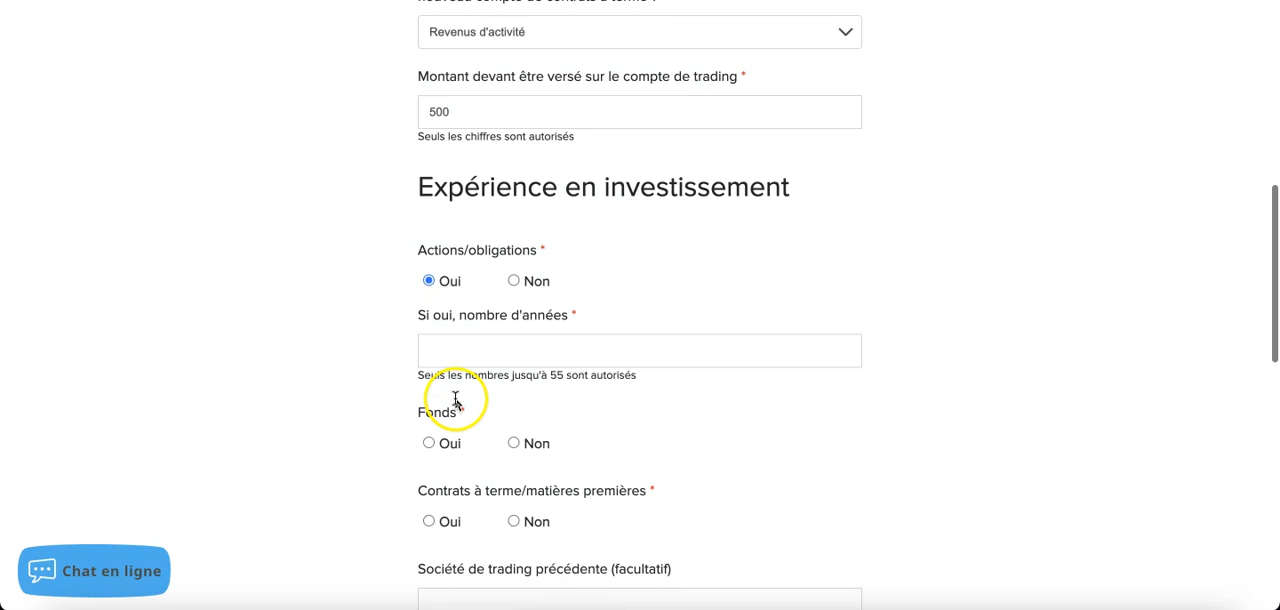 Revenus d'activité
Montant devant être versé sur le compte de trading *
500
Seuls les chiffres sont autorisés
Expérience en investissement
Actions/obligations *
Oui Non
Si oui, nombre d'années *
Seuls les nombres jusqu'à 55 sont autorisés
Fonds *
Oui Non
Contrats à terme/matières premières *
Oui Non
Société de trading précédente (facultatif)
Chat en ligne